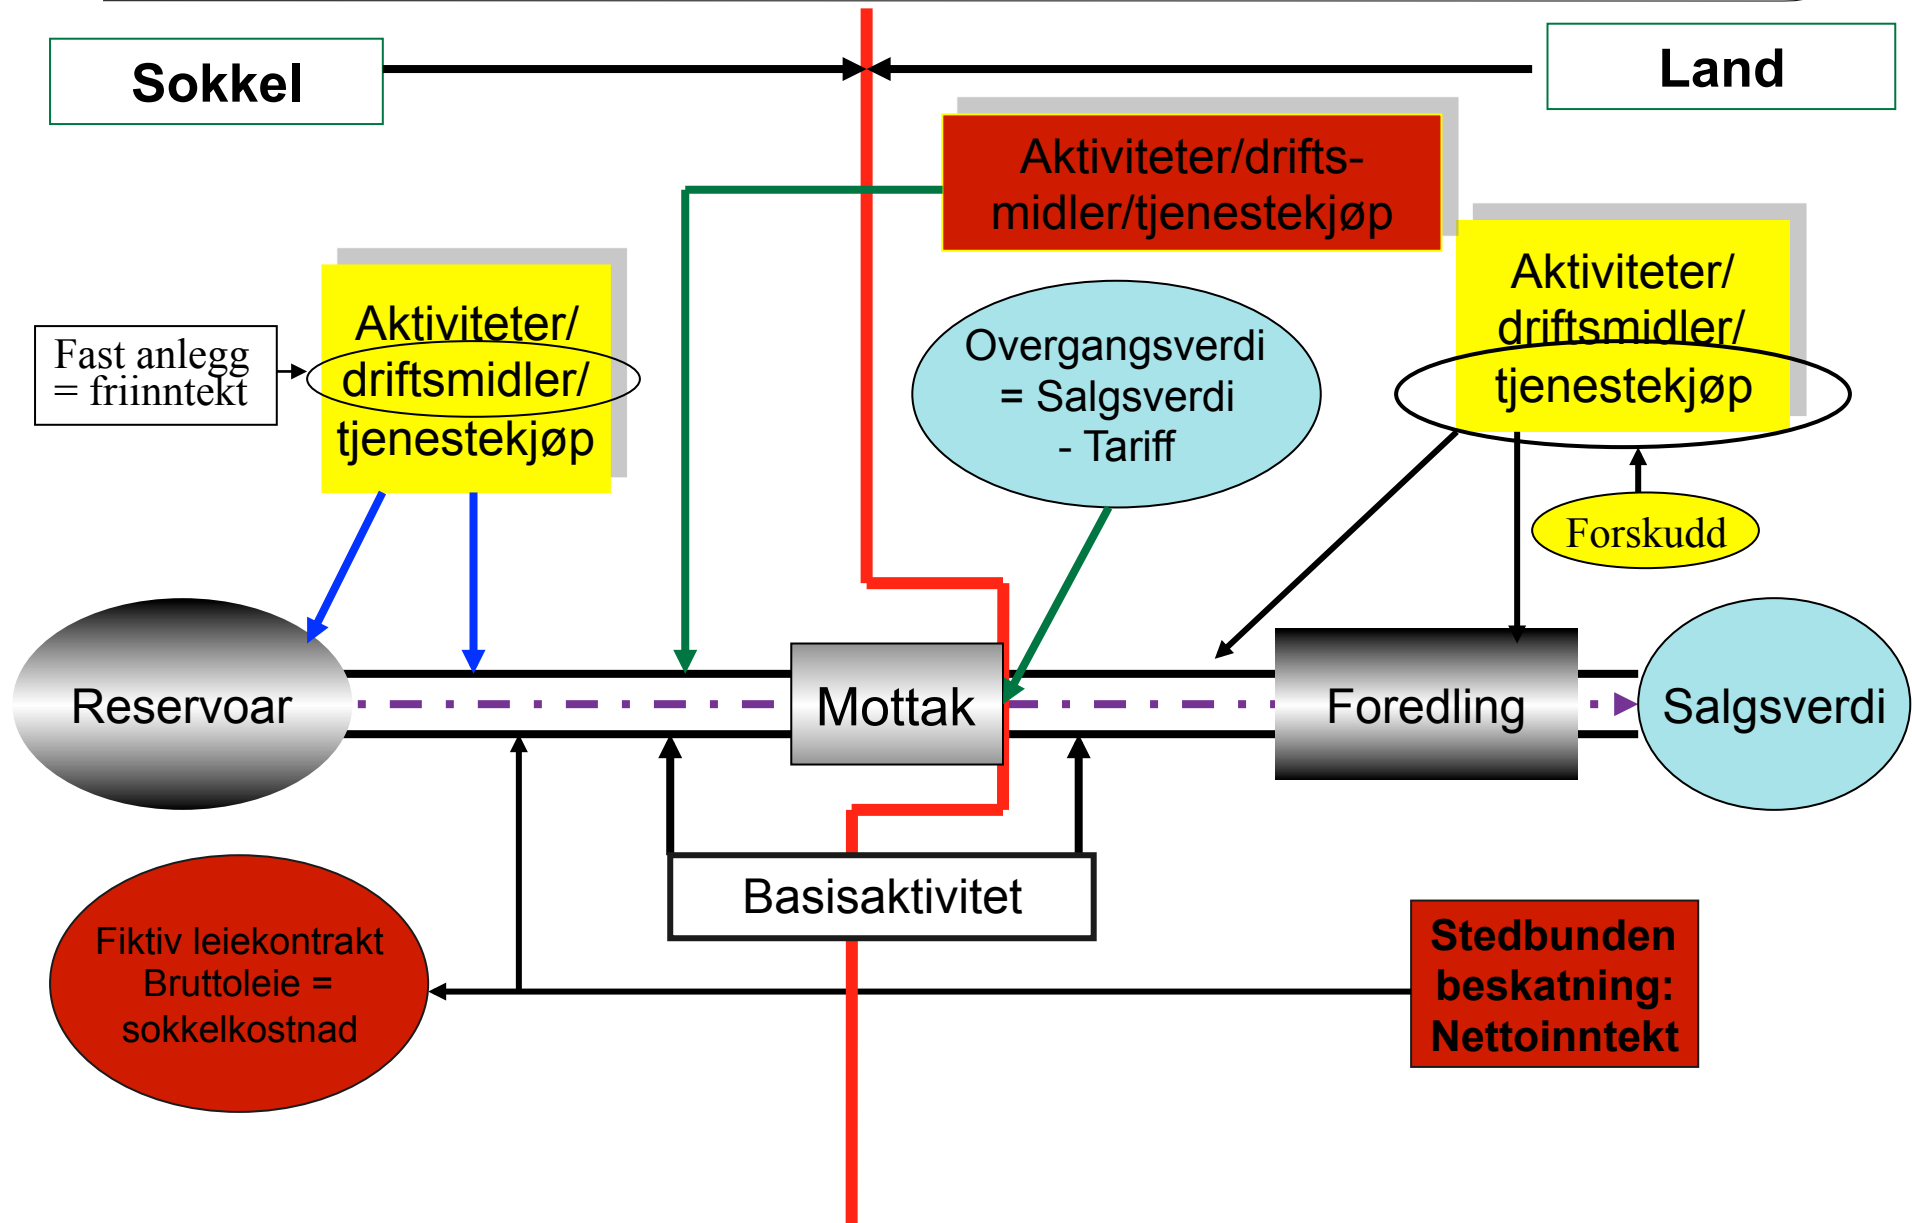 Sokkel
Land
Aktiviteter/drifts-
midler/tjenestekjøp
Aktiviteter/
driftsmidler/
tjenestekjøp
Fast anlegg
= friinntekt
Aktiviteter/
driftsmidler/
tjenestekjøp
Overgangsverdi
= Salgsverdi
- Tariff
Forskudd
Reservoar
Mottak
Foredling
Salgsverdi
Basisaktivitet
Fiktiv leiekontrakt
Bruttoleie =
sokkelkostnad
Stedbunden
beskatning:
Nettoinntekt